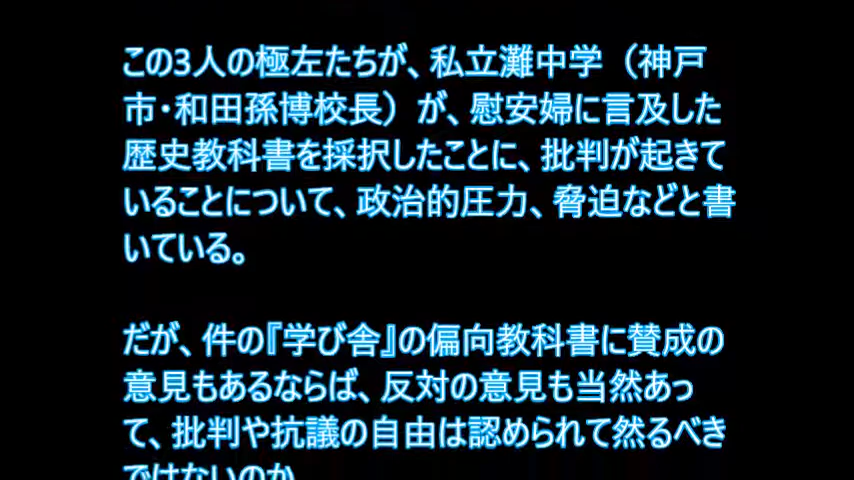 この3人の極左たちが、私立灘中学（神戸
市・和田孫博校長）が、慰安婦に言及した
歴史教科書を採択したことに、批判が起きて
いることについて、政治的圧力、脅迫などと書
いている。
だが、件の『学び舎』の偏向教科書に賛成の
意見もあるならば、反対の意見も当然あっ
て、批判や抗議の自由は認められて然るべき
ではないのか